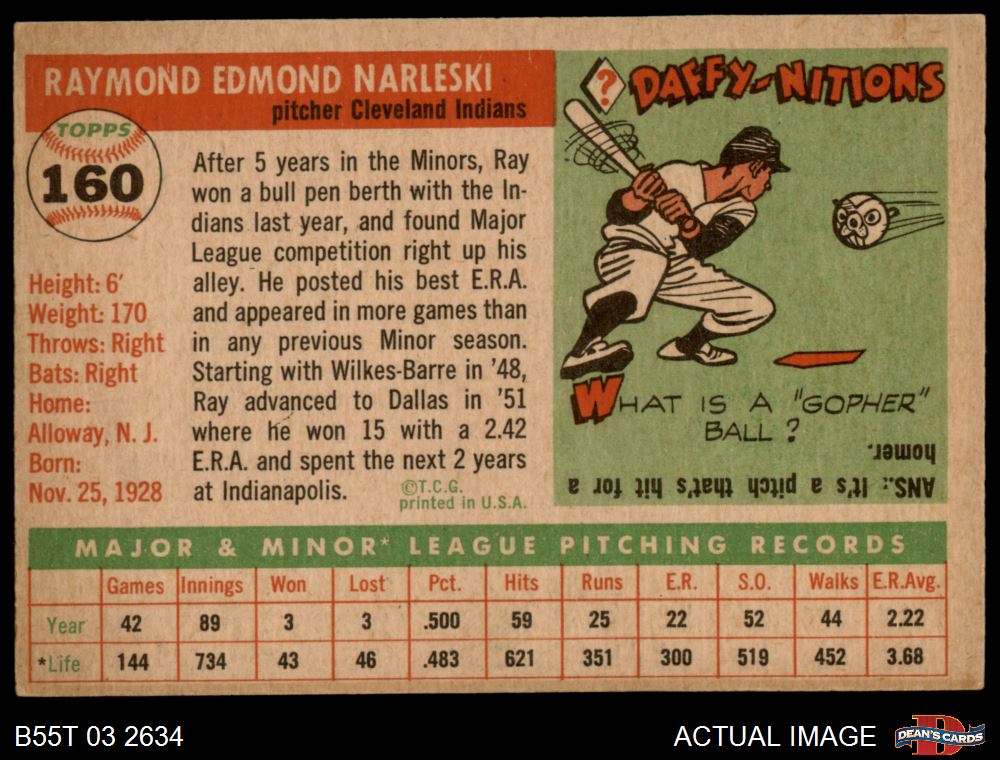 RAYMOND EDMOND NARLESKI
pitcher Cleveland Indians
TOPPS
160
Height: 6'
Weight: 170
Throws: Right
Bats: Right
Home:
Alloway, N. J.
Born:
Nov. 25, 1928
After 5 years in the Minors, Ray
won a bull pen berth with the In-
dians last year, and found Major
League competition right up his
alley. He posted his best E.R.A.
and appeared in more games than
in any previous Minor season.
Starting with Wilkes-Barre in '48,
Ray advanced to Dallas in '51
where he won 15 with a 2.42
E.R.A. and spent the next 2 years
at Indianapolis.
©T.C.G.
printed in U.S.A.
? DAFFY-NITIONS
WHAT IS A "GOPHER"
BALL?
ANS.: It's a pitch that's hit for a
homer.
MAJOR & MINOR* LEAGUE PITCHING RECORDS
Games Innings Won Lost Pct. Hits Runs E.R. S.O. Walks E.R.Avg.
Year 42 89 3 3 .500 59 25 22 52 44 2.22
*Life 144 734 43 46 .483 621 351 300 519 452 3.68
B55T 03 2634
ACTUAL IMAGE
D
DEAN'S CARDS